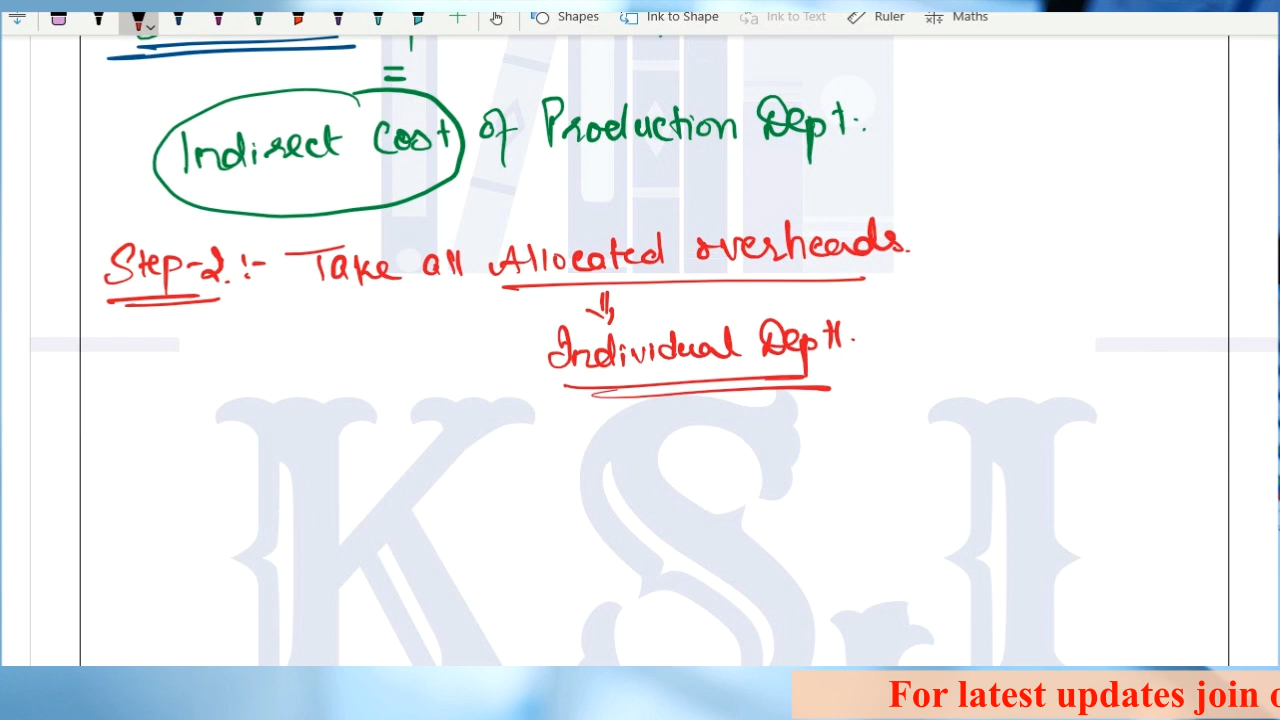 Shapes Ink to Shape Ink to Text Ruler Maths
=
Indirect Cost of Production Dept.
Step-2:- Take all Allocated overheads.
Individual Deptt.
K S I
For latest updates join